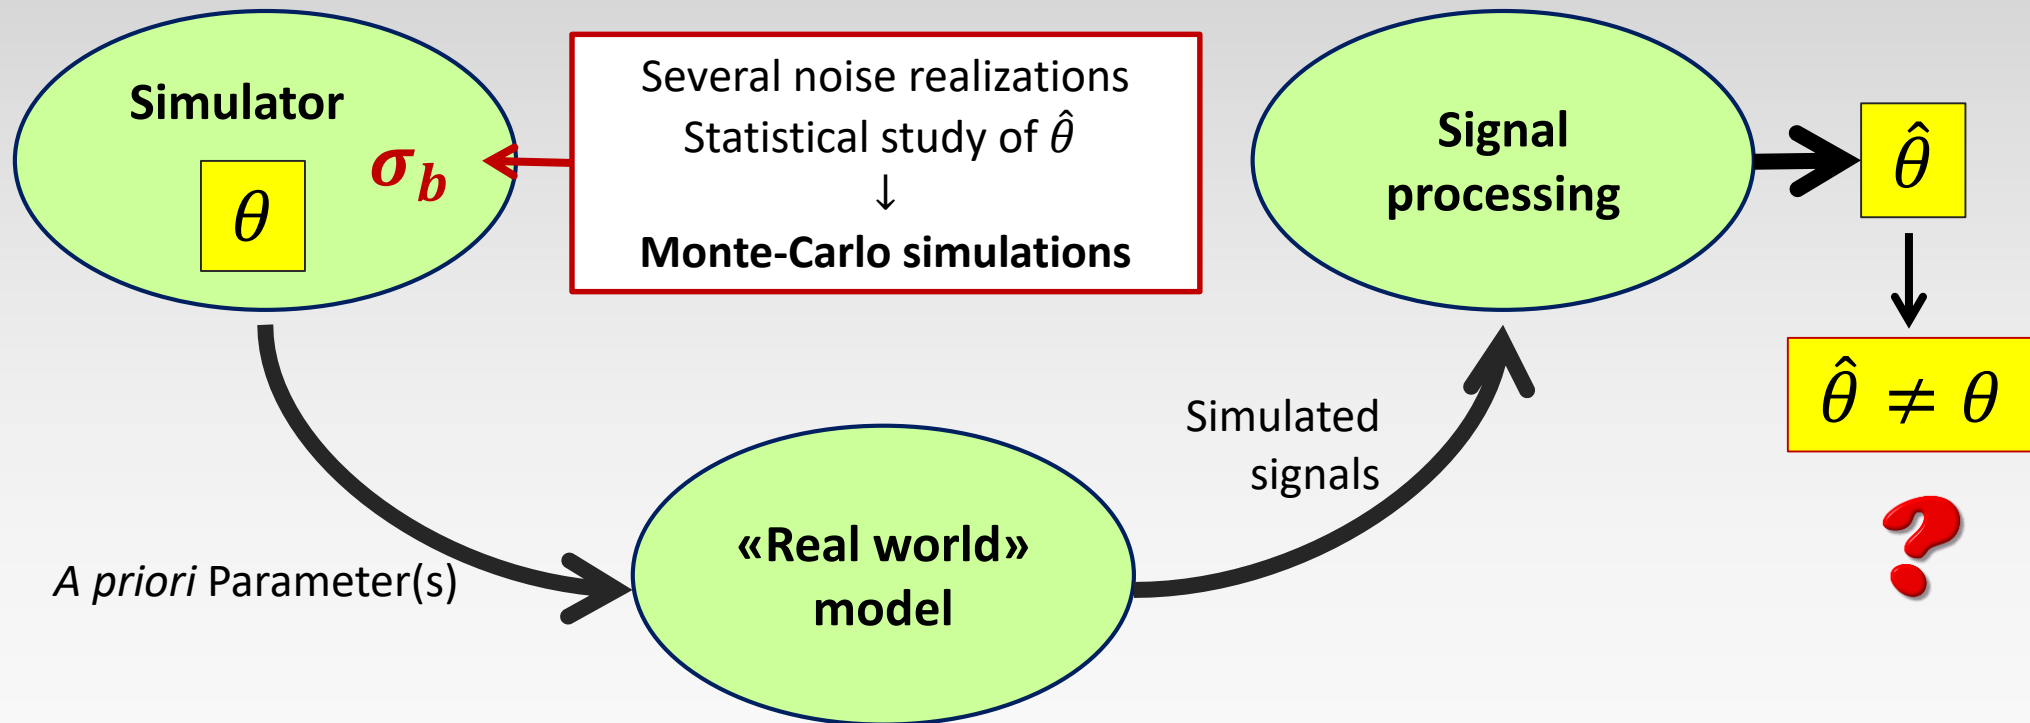 Simulator
θ
σ_b
Several noise realizations
Statistical study of θ̂
↓
Monte-Carlo simulations
Signal
processing
θ̂
θ̂ ≠ θ
?
Simulated
signals
A priori Parameter(s)
«Real world»
model